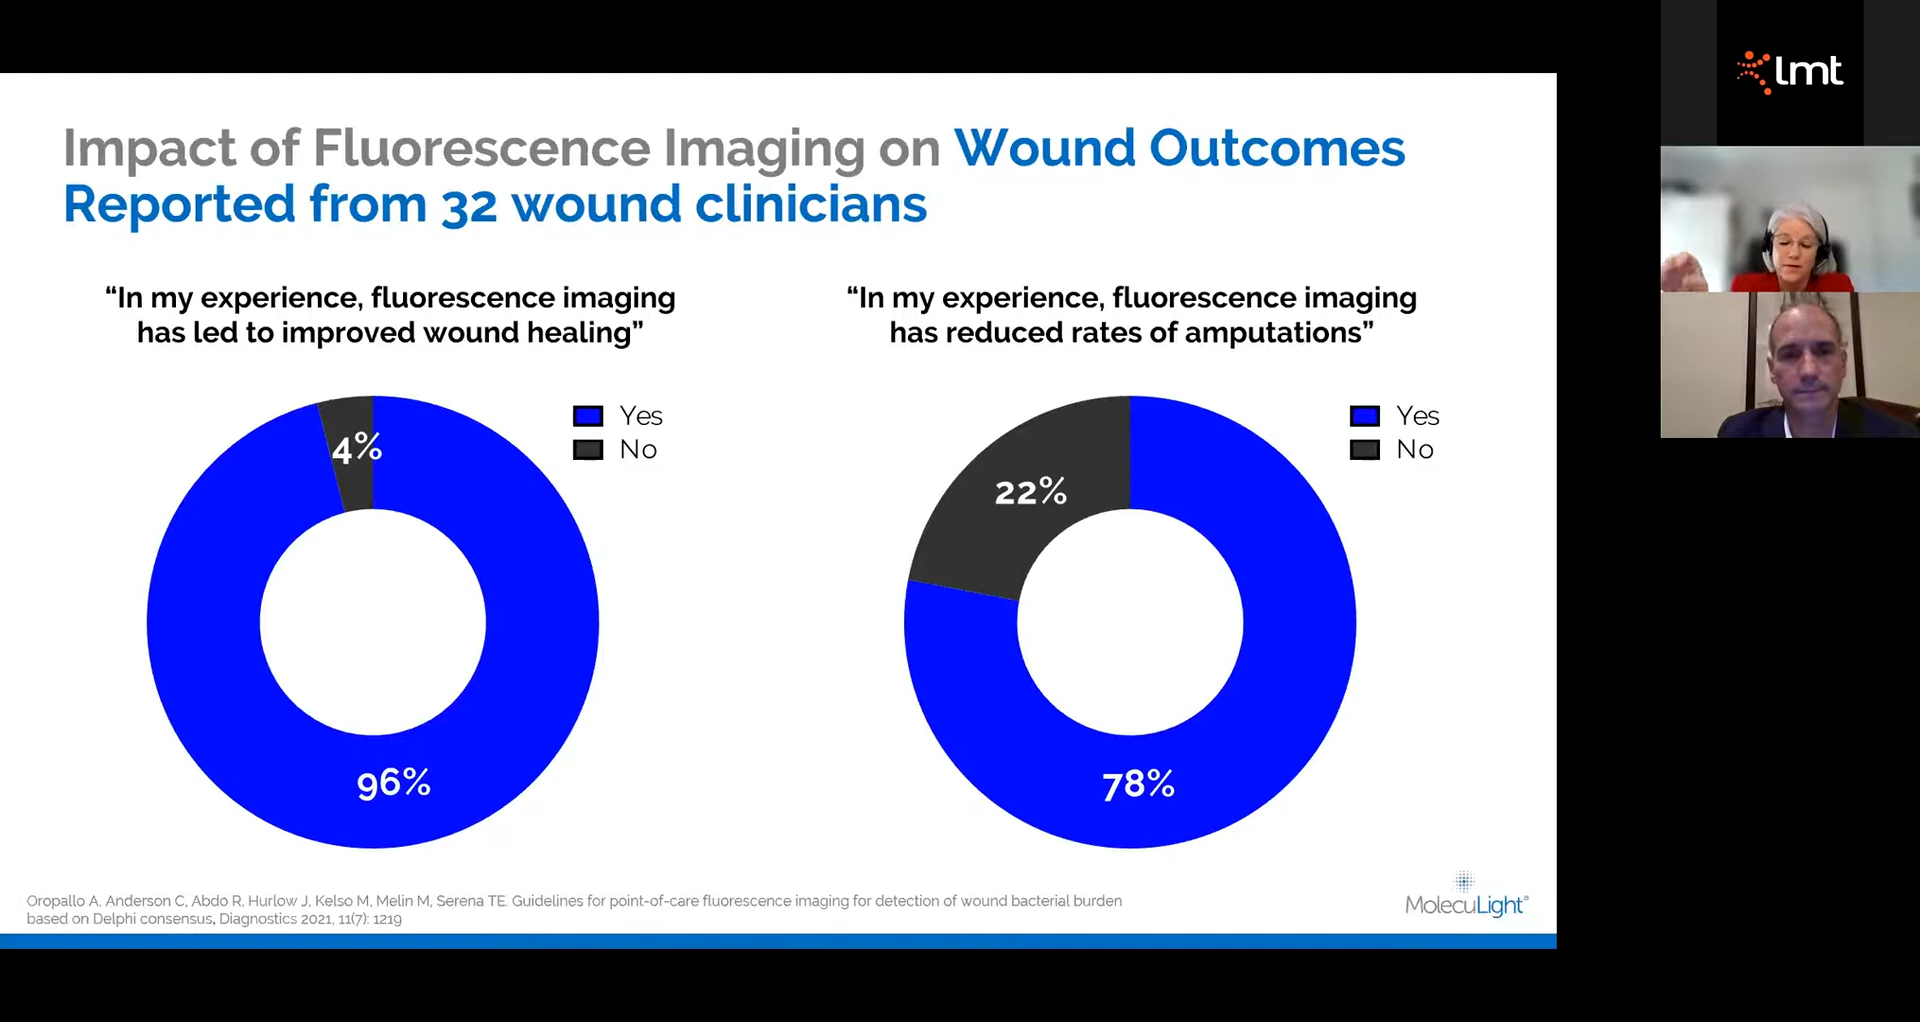 lmt
Impact of Fluorescence Imaging on Wound Outcomes
Reported from 32 wound clinicians
“In my experience, fluorescence imaging
has led to improved wound healing”
Yes
No
4%
96%
“In my experience, fluorescence imaging
has reduced rates of amputations”
Yes
No
22%
78%
Oropallo A, Anderson C, Abdo R, Hurlow J, Kelso M, Melin M, Serena TE. Guidelines for point-of-care fluorescence imaging for detection of wound bacterial burden
based on Delphi consensus, Diagnostics 2021, 11(7): 1219
MolecuLight®